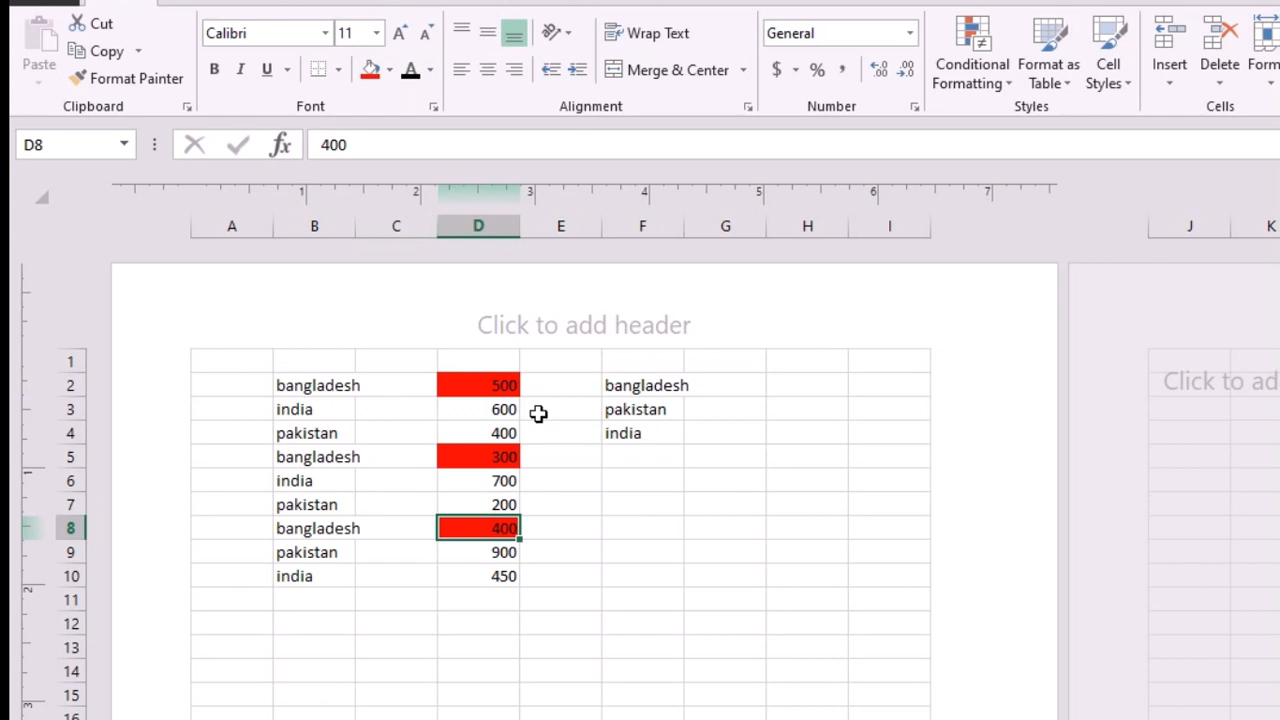 Cut
Calibri 11 A A Wrap Text General
Copy
Paste Format Painter B I U A Merge & Center $ % , Conditional Formatting Format as Table Cell Styles Insert Delete
Clipboard Font Alignment Number Styles Cells
D8 fx 400
1 2 3 4 5 6 7
A B C D E F G H I J K
Click to add header
1
2 bangladesh 500 bangladesh
3 india 600 pakistan
4 pakistan 400 india
5 bangladesh 300
6 india 700
7 pakistan 200
8 bangladesh 400
9 pakistan 900
10 india 450
11
12
13
14
15
16
1
2
3